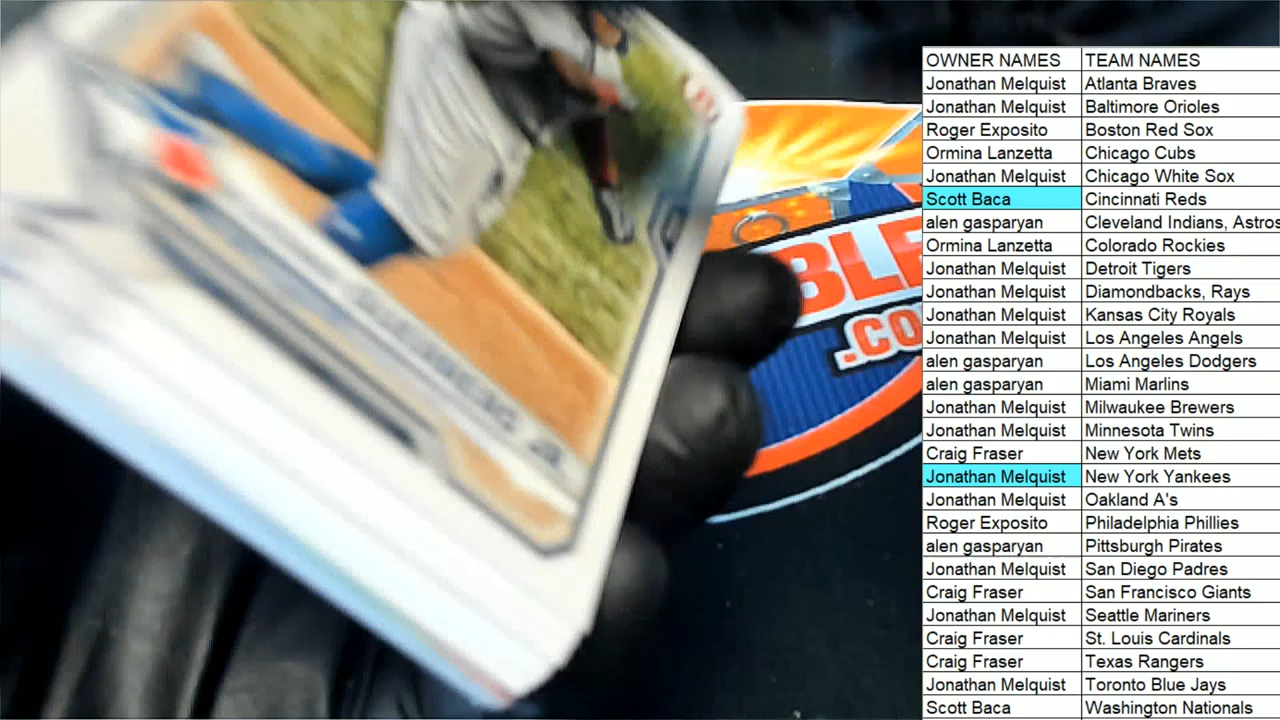 OWNER NAMES TEAM NAMES
Jonathan Melquist Atlanta Braves
Jonathan Melquist Baltimore Orioles
Roger Exposito Boston Red Sox
Ormina Lanzetta Chicago Cubs
Jonathan Melquist Chicago White Sox
Scott Baca Cincinnati Reds
alen gasparyan Cleveland Indians, Astros
Ormina Lanzetta Colorado Rockies
Jonathan Melquist Detroit Tigers
Jonathan Melquist Diamondbacks, Rays
Jonathan Melquist Kansas City Royals
Jonathan Melquist Los Angeles Angels
alen gasparyan Los Angeles Dodgers
alen gasparyan Miami Marlins
Jonathan Melquist Milwaukee Brewers
Jonathan Melquist Minnesota Twins
Craig Fraser New York Mets
Jonathan Melquist New York Yankees
Jonathan Melquist Oakland A's
Roger Exposito Philadelphia Phillies
alen gasparyan Pittsburgh Pirates
Jonathan Melquist San Diego Padres
Craig Fraser San Francisco Giants
Jonathan Melquist Seattle Mariners
Craig Fraser St. Louis Cardinals
Craig Fraser Texas Rangers
Jonathan Melquist Toronto Blue Jays
Scott Baca Washington Nationals
BLE
.CO